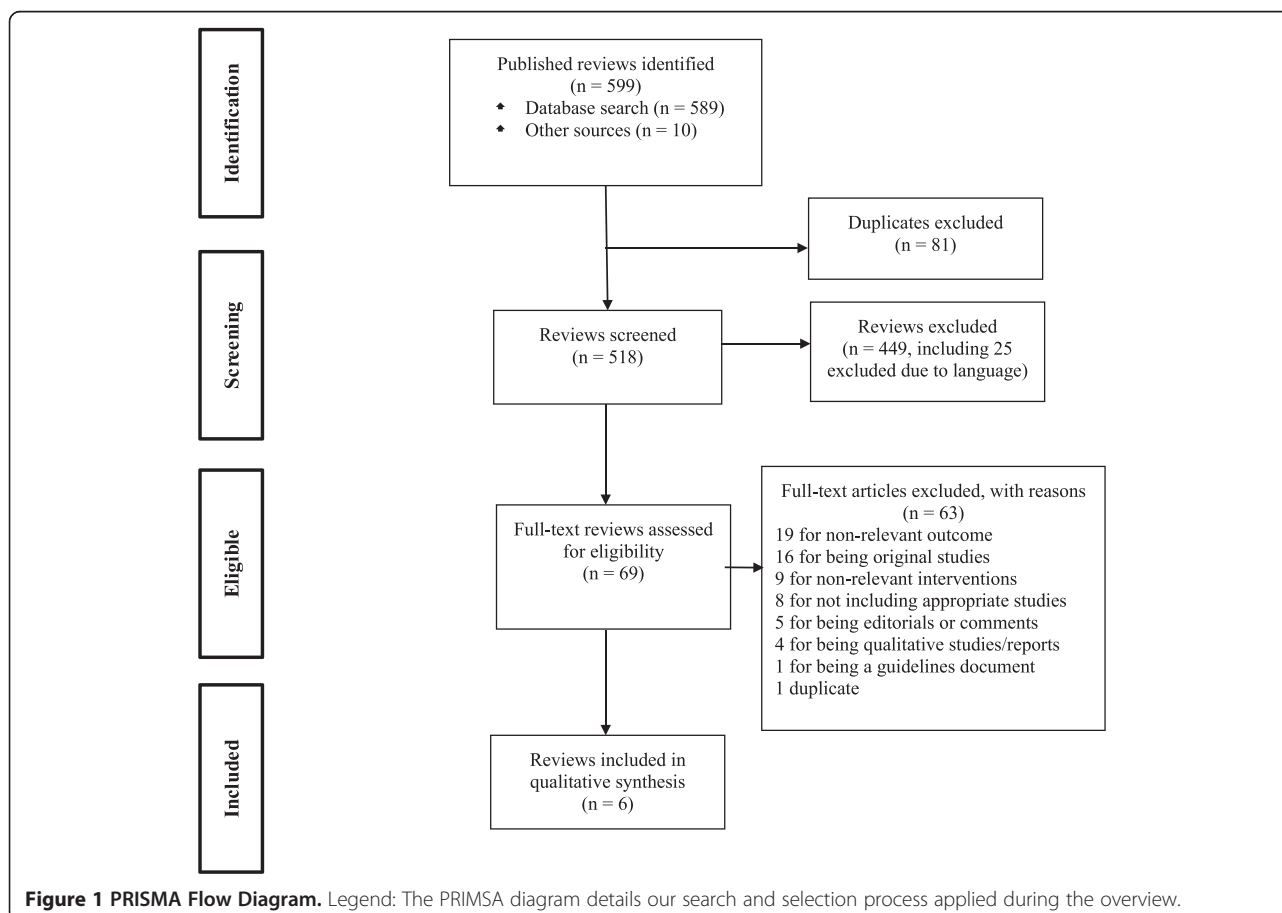 Identification
Published reviews identified
(n = 599)
Database search (n = 589)
Other sources (n = 10)
Duplicates excluded
(n = 81)
Screening
Reviews screened
(n = 518)
Reviews excluded
(n = 449, including 25
excluded due to language)
Eligible
Full-text reviews assessed
for eligibility
(n = 69)
Full-text articles excluded, with reasons
(n = 63)
19 for non-relevant outcome
16 for being original studies
9 for non-relevant interventions
8 for not including appropriate studies
5 for being editorials or comments
4 for being qualitative studies/reports
1 for being a guidelines document
1 duplicate
Included
Reviews included in
qualitative synthesis
(n = 6)
Figure 1 PRISMA Flow Diagram. Legend: The PRIMSA diagram details our search and selection process applied during the overview.